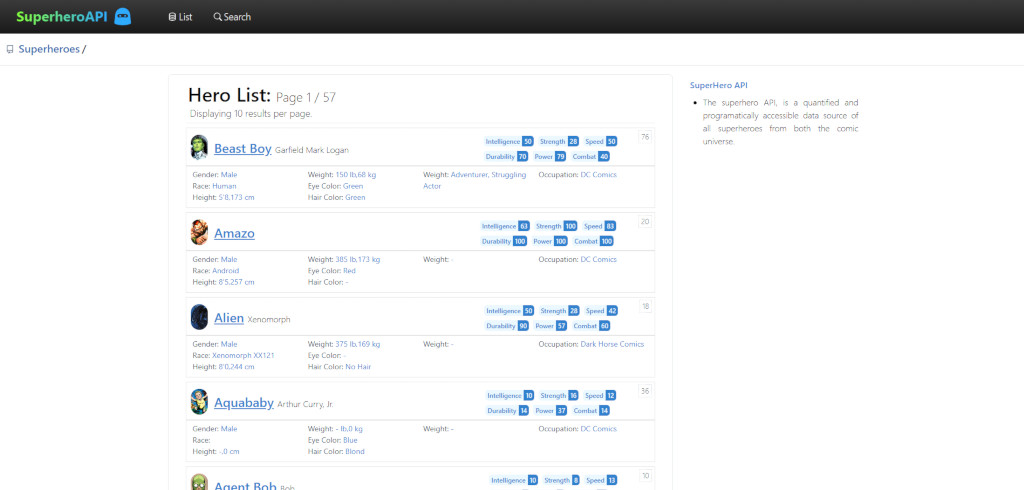 SuperheroAPI List Search
Superheroes /
Hero List: Page 1 / 57
Displaying 10 results per page.
SuperHero API
The superhero API, is a quantified and
programatically accessible data source of
all superheroes from both the comic
universe.
Beast Boy Garfield Mark Logan
Intelligence 50 Strength 28 Speed 50
Durability 70 Power 79 Combat 40
76
Gender: Male Weight: 150 lb,68 kg Weight: Adventurer, Struggling Occupation: DC Comics
Race: Human Eye Color: Green Actor
Height: 5'8,173 cm Hair Color: Green
Amazo
Intelligence 63 Strength 100 Speed 83
Durability 100 Power 100 Combat 100
20
Gender: Male Weight: 385 lb,173 kg Weight: - Occupation: DC Comics
Race: Android Eye Color: Red
Height: 8'5,257 cm Hair Color: -
Alien Xenomorph
Intelligence 50 Strength 28 Speed 42
Durability 90 Power 57 Combat 60
18
Gender: Male Weight: 375 lb,169 kg Weight: - Occupation: Dark Horse Comics
Race: Xenomorph XX121 Eye Color: -
Height: 8'0,244 cm Hair Color: No Hair
Aquababy Arthur Curry, Jr.
Intelligence 10 Strength 16 Speed 12
Durability 14 Power 37 Combat 14
36
Gender: Male Weight: - lb,0 kg Weight: - Occupation: DC Comics
Race: Eye Color: Blue
Height: -,0 cm Hair Color: Blond
Agent Bob Bob
Intelligence 10 Strength 8 Speed 13
10